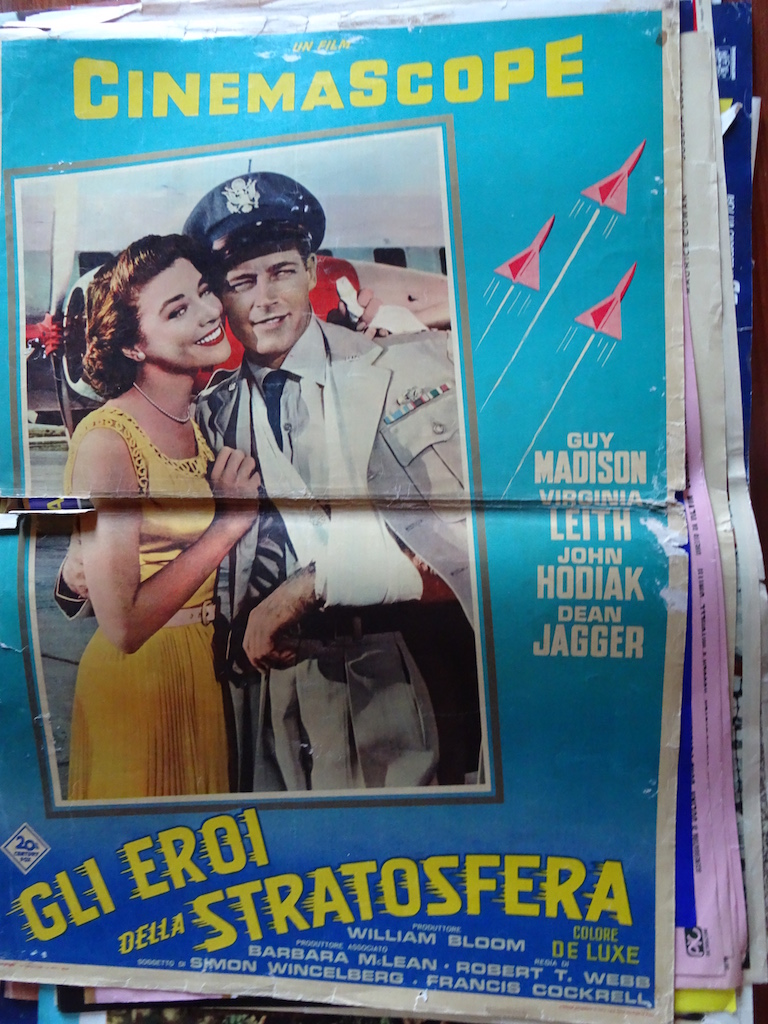 UN FILM
CINEMASCOPE
GUY
MADISON
VIRGINIA
LEITH
JOHN
HODIAK
DEAN
JAGGER
20th
CENTURY
FOX
GLI EROI
DELLA STRATOSFERA
COLORE
DE LUXE
PRODUTTORE
WILLIAM BLOOM
PRODUTTORE ASSOCIATO
BARBARA McLEAN · REGIA DI ROBERT T. WEBB
SOGGETTO DI SIMON WINCELBERG · FRANCIS COCKRELL
MAURICE